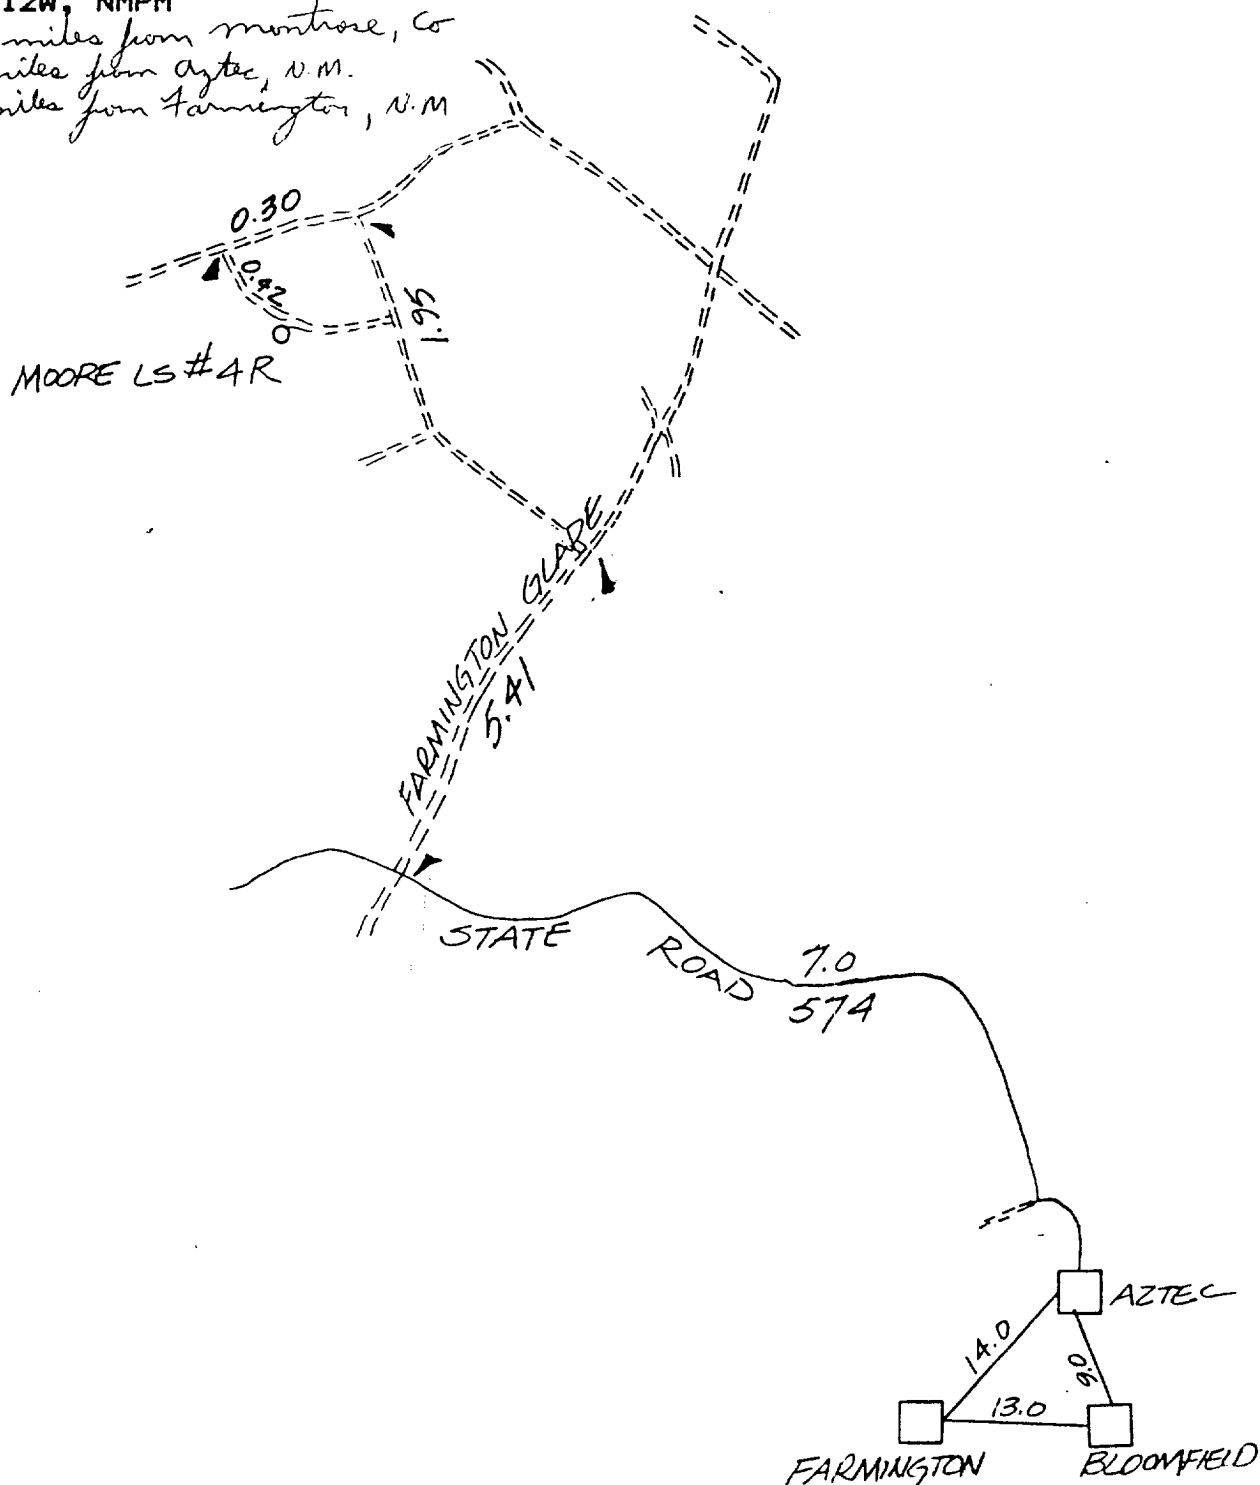 12W, NMPM
miles from Montrose, Co
miles from Aztec, N.M.
miles from Farmington, N.M
0.30
0.42
1.95
MOORE LS #4R
FARMINGTON GLADE
5.41
STATE ROAD 7.0
574
AZTEC
14.0
9.0
13.0
FARMINGTON
BLOOMFIELD